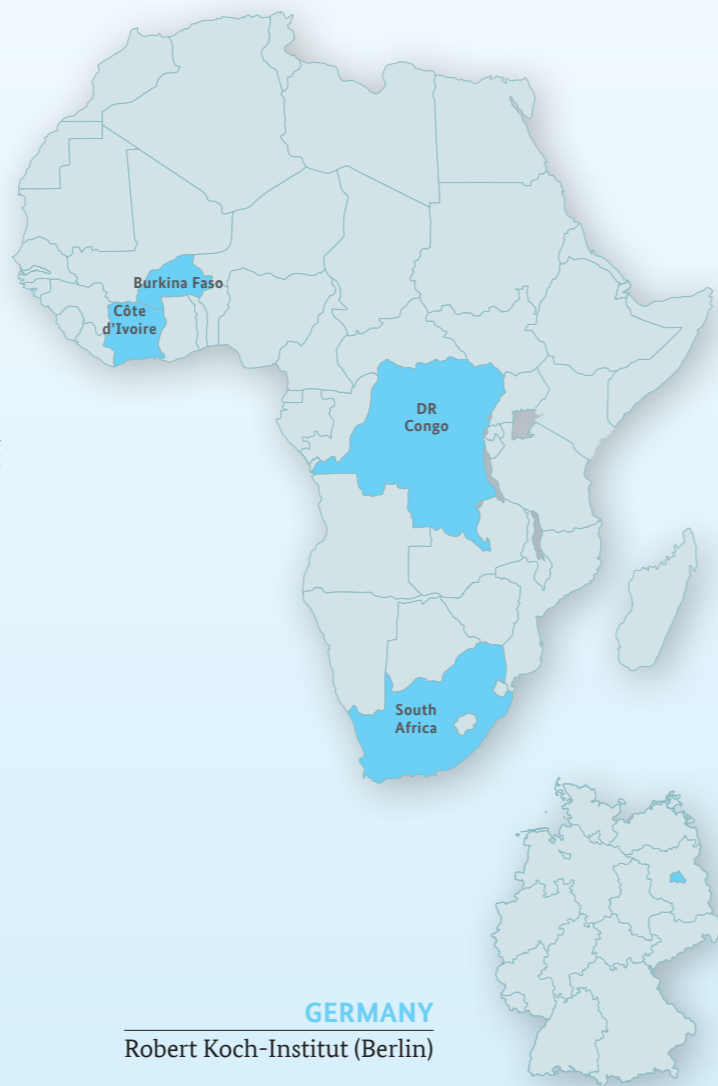 Burkina Faso
Côte
d'Ivoire
DR
Congo
South
Africa
GERMANY
Robert Koch-Institut (Berlin)